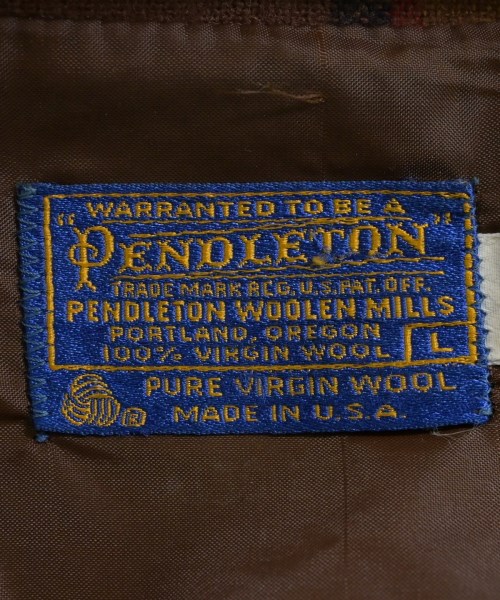 WARRANTED TO BE A
"PENDLETON"
TRADE MARK REG. U.S. PAT. OFF.
PENDLETON WOOLEN MILLS
PORTLAND, OREGON
100% VIRGIN WOOL L
PURE VIRGIN WOOL
® MADE IN U.S.A.